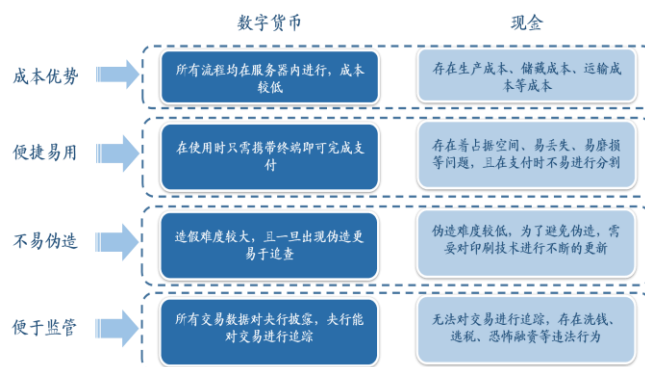 数字货币
现金
成本优势
所有流程均在服务器内进行，成本
较低
存在生产成本、储藏成本、运输成
本等成本
便捷易用
在使用时只需携带终端即可完成支
付
存在着占据空间、易丢失、易磨损
等问题，且在支付时不易进行分割
不易伪造
造假难度较大，且一旦出现伪造更
易于追查
伪造难度较低，为了避免伪造，需
要对印刷技术进行不断的更新
便于监管
所有交易数据对央行披露，央行能
对交易进行追踪
无法对交易进行追踪，存在洗钱、
逃税、恐怖融资等违法行为